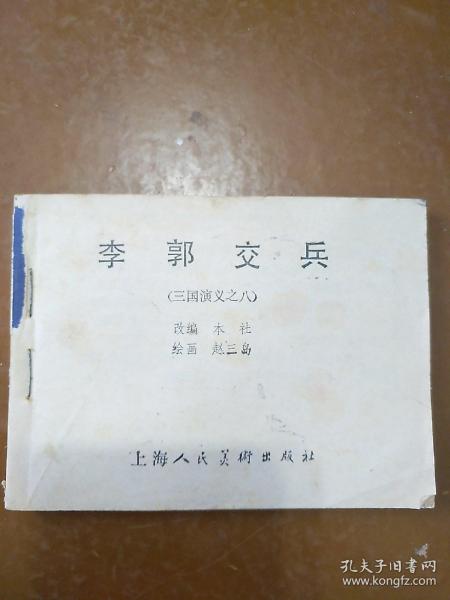 李郭交兵
(三国演义之八)
改编 本社
绘画 赵三岛
上海人民美術出版社
孔夫子旧书网
www.kongfz.com